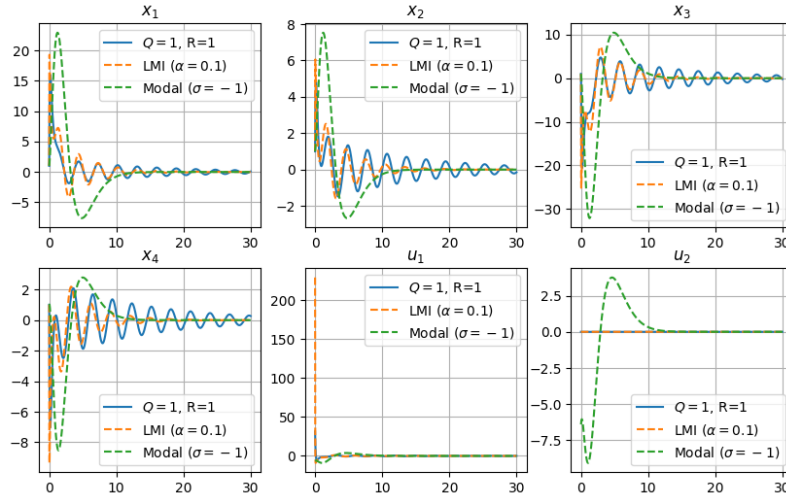 x₁
x₂
x₃
20
15
10
5
0
−5
0
10
20
30
Q = 1, R=1
LMI (α = 0.1)
Modal (σ = − 1)
8
6
4
2
0
−2
0
10
20
30
Q = 1, R=1
LMI (α = 0.1)
Modal (σ = − 1)
10
0
−10
−20
−30
0
10
20
30
Q = 1, R=1
LMI (α = 0.1)
Modal (σ = − 1)
x₄
u₁
u₂
2
0
−2
−4
−6
−8
0
10
20
30
Q = 1, R=1
LMI (α = 0.1)
Modal (σ = − 1)
200
150
100
50
0
0
10
20
30
Q = 1, R=1
LMI (α = 0.1)
Modal (σ = − 1)
2.5
0.0
−2.5
−5.0
−7.5
0
10
20
30
Q = 1, R=1
LMI (α = 0.1)
Modal (σ = − 1)